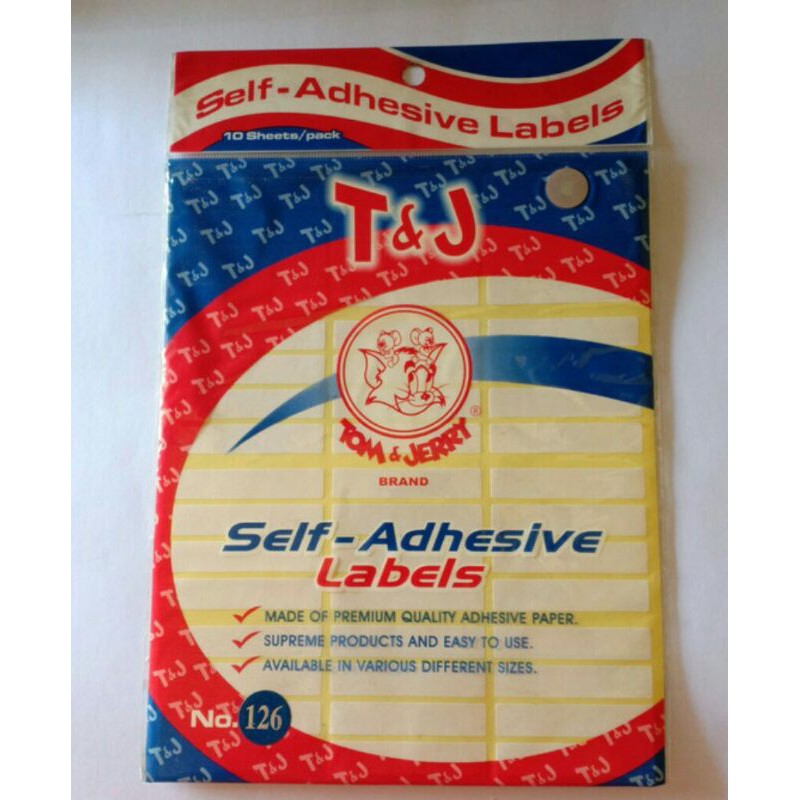 Self-Adhesive Labels
10 Sheets/pack
T&J
TOM & JERRY ®
BRAND
Self-Adhesive
Labels
MADE OF PREMIUM QUALITY ADHESIVE PAPER.
SUPREME PRODUCTS AND EASY TO USE.
AVAILABLE IN VARIOUS DIFFERENT SIZES.
No. 126